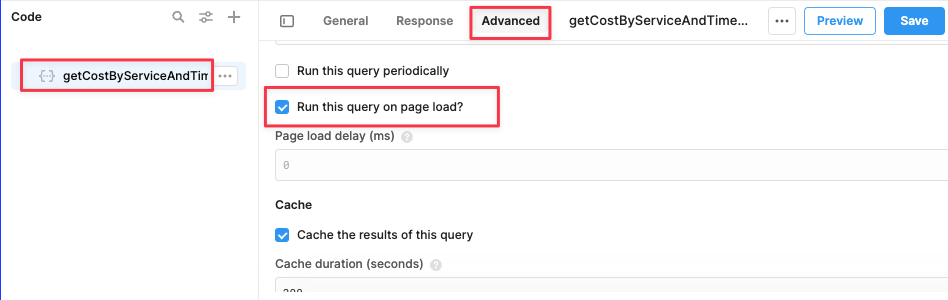 Code
getCostByServiceAndTim
General
Response
Advanced
getCostByServiceAndTime...
Preview
Save
Run this query periodically
Run this query on page load?
Page load delay (ms)
0
Cache
Cache the results of this query
Cache duration (seconds)